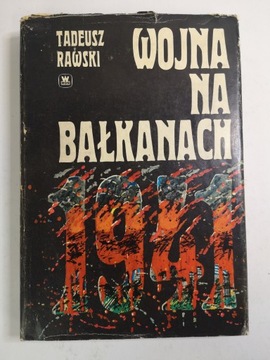 TADEUSZ
RAWSKI
WOJNA
NA
BAŁKANACH
1941